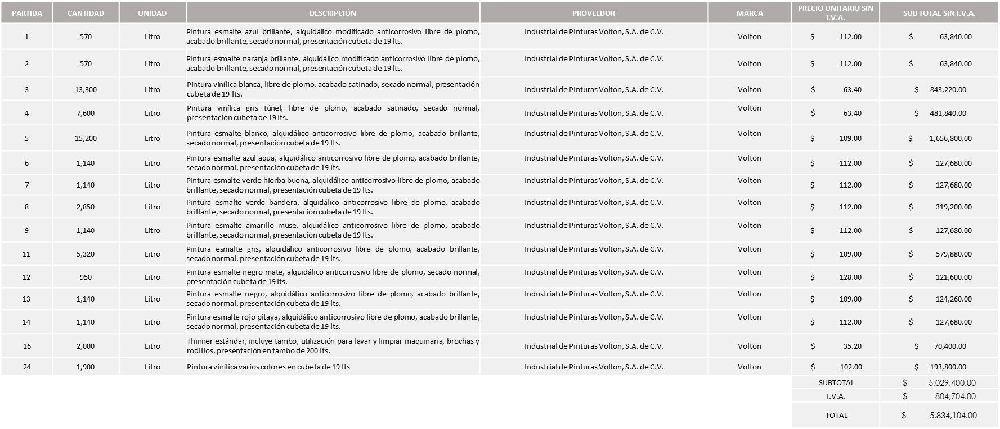 PARTIDA CANTIDAD UNIDAD DESCRIPCIÓN PROVEEDOR MARCA PRECIO UNITARIO SIN I.V.A. SUB TOTAL SIN I.V.A.
1 570 Litro Pintura esmalte azul brillante, alquidálico modificado anticorrosivo libre de plomo, Industrial de Pinturas Volton, S.A. de C.V. Volton $ 112.00 $ 63,840.00
acabado brillante, secado normal, presentación cubeta de 19 lts.
2 570 Litro Pintura esmalte naranja brillante, alquidálico modificado anticorrosivo libre de plomo, Industrial de Pinturas Volton, S.A. de C.V. Volton $ 112.00 $ 63,840.00
acabado brillante, secado normal, presentación cubeta de 19 lts.
3 13,300 Litro Pintura vinílica blanca, libre de plomo, acabado satinado, secado normal, presentación Industrial de Pinturas Volton, S.A. de C.V. Volton $ 63.40 $ 843,220.00
cubeta de 19 lts.
4 7,600 Litro Pintura vinílica gris túnel, libre de plomo, acabado satinado, secado normal, Industrial de Pinturas Volton, S.A. de C.V. Volton $ 63.40 $ 481,840.00
presentación cubeta de 19 lts.
5 15,200 Litro Pintura esmalte blanco, alquidálico anticorrosivo libre de plomo, acabado brillante, Industrial de Pinturas Volton, S.A. de C.V. Volton $ 109.00 $ 1,656,800.00
secado normal, presentación cubeta de 19 lts.
6 1,140 Litro Pintura esmalte azul aqua, alquidálico anticorrosivo libre de plomo, acabado brillante, Industrial de Pinturas Volton, S.A. de C.V. Volton $ 112.00 $ 127,680.00
secado normal, presentación cubeta de 19 lts.
7 1,140 Litro Pintura esmalte verde hierba buena, alquidálico anticorrosivo libre de plomo, acabado Industrial de Pinturas Volton, S.A. de C.V. Volton $ 112.00 $ 127,680.00
brillante, secado normal, presentación cubeta de 19 lts.
8 2,850 Litro Pintura esmalte verde bandera, alquidálico anticorrosivo libre de plomo, acabado Industrial de Pinturas Volton, S.A. de C.V. Volton $ 112.00 $ 319,200.00
brillante, secado normal, presentación cubeta de 19 lts.
9 1,140 Litro Pintura esmalte amarillo muse, alquidálico anticorrosivo libre de plomo, acabado Industrial de Pinturas Volton, S.A. de C.V. Volton $ 112.00 $ 127,680.00
brillante, secado normal, presentación cubeta de 19 lts.
11 5,320 Litro Pintura esmalte gris, alquidálico anticorrosivo libre de plomo, acabado brillante, Industrial de Pinturas Volton, S.A. de C.V. Volton $ 109.00 $ 579,880.00
secado normal, presentación cubeta de 19 lts.
12 950 Litro Pintura esmalte negro mate, alquidálico anticorrosivo libre de plomo, secado normal, Industrial de Pinturas Volton, S.A. de C.V. Volton $ 128.00 $ 121,600.00
presentación cubeta de 19 lts.
13 1,140 Litro Pintura esmalte negro, alquidálico anticorrosivo libre de plomo, acabado brillante, Industrial de Pinturas Volton, S.A. de C.V. Volton $ 109.00 $ 124,260.00
secado normal, presentación cubeta de 19 lts.
14 1,140 Litro Pintura esmalte rojo pitaya, alquidálico anticorrosivo libre de plomo, acabado brillante, Industrial de Pinturas Volton, S.A. de C.V. Volton $ 112.00 $ 127,680.00
secado normal, presentación cubeta de 19 lts.
16 2,000 Litro Thinner estándar, incluye tambo, utilización para lavar y limpiar maquinaria, brochas y Industrial de Pinturas Volton, S.A. de C.V. Volton $ 35.20 $ 70,400.00
rodillos, presentación en tambo de 200 lts.
24 1,900 Litro Pintura vinílica varios colores en cubeta de 19 lts Industrial de Pinturas Volton, S.A. de C.V. Volton $ 102.00 $ 193,800.00
SUBTOTAL $ 5,029,400.00
I.V.A. $ 804,704.00
TOTAL $ 5,834,104.00